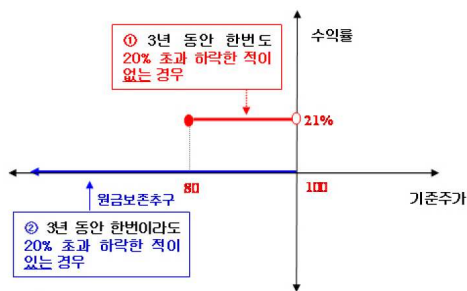 ① 3년 동안 한번도
20% 초과 하락한 적이
없는 경우
수익률
21%
80
100
기준주가
원금보존추구
② 3년 동안 한번이라도
20% 초과 하락한 적이
있는 경우